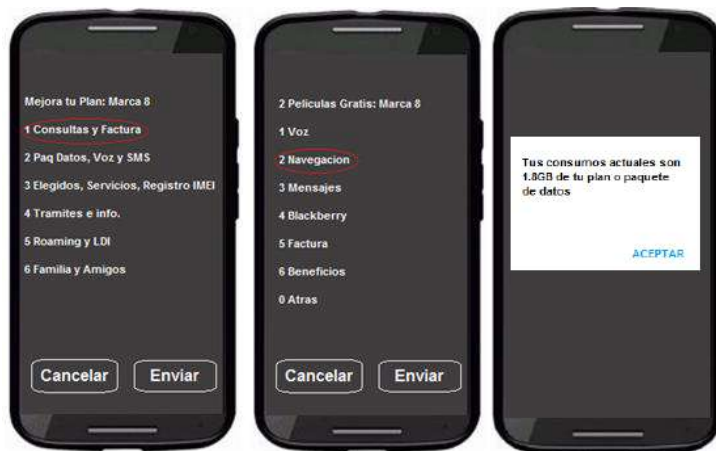 Mejora tu Plan: Marca 8
1 Consultas y Factura
2 Paq Datos, Voz y SMS
3 Elegidos, Servicios, Registro IMEI
4 Tramites e info.
5 Roaming y LDI
6 Familia y Amigos
Cancelar
Enviar
2 Peliculas Gratis: Marca 8
1 Voz
2 Navegacion
3 Mensajes
4 Blackberry
5 Factura
6 Beneficios
0 Atras
Cancelar
Enviar
Tus consumos actuales son
1.8GB de tu plan o paquete
de datos
ACEPTAR